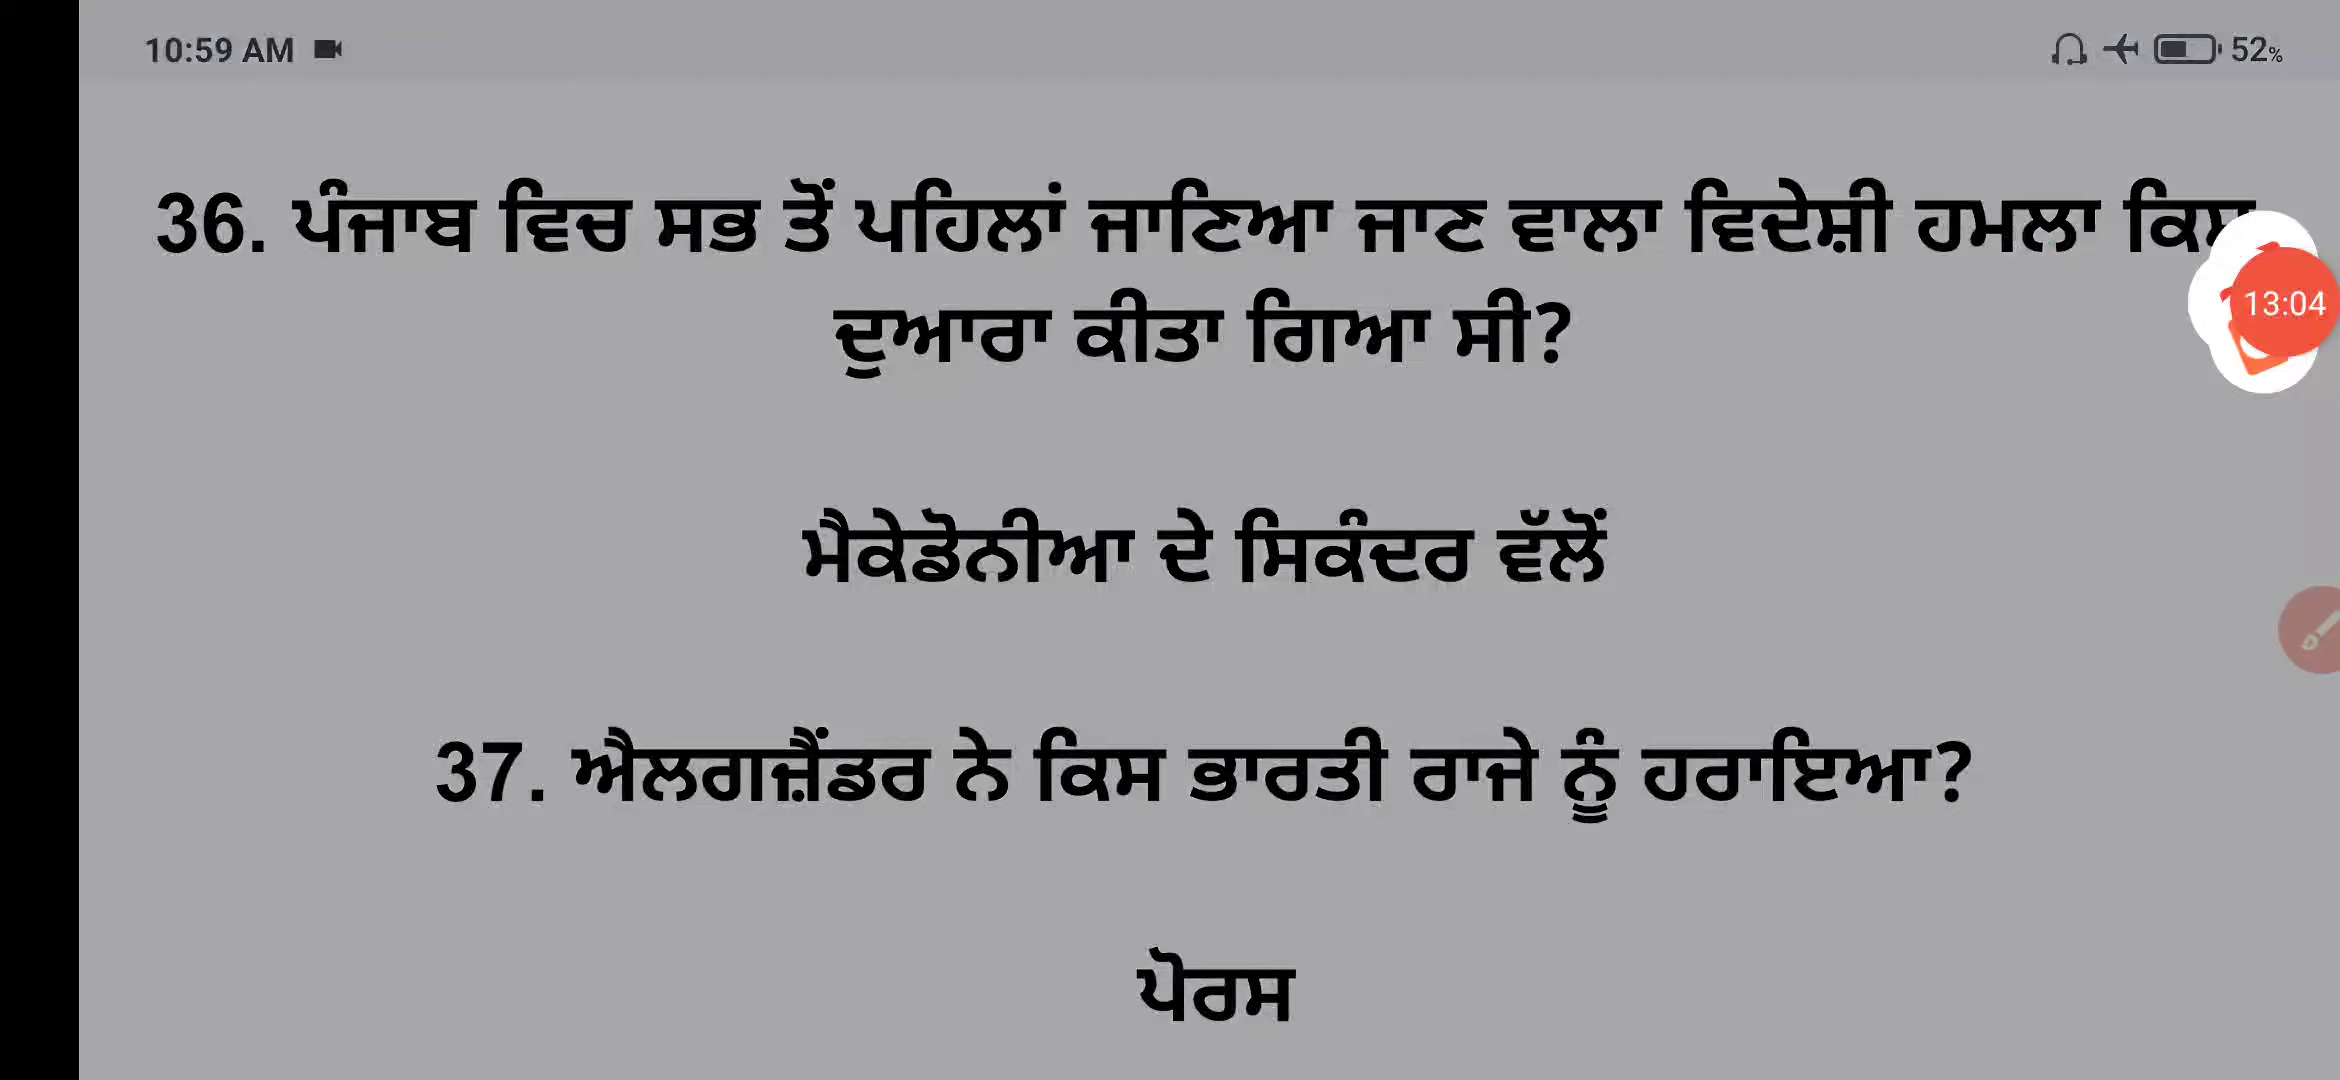 10:59 AM
52%
36. ਪੰਜਾਬ ਵਿਚ ਸਭ ਤੋਂ ਪਹਿਲਾਂ ਜਾਣਿਆ ਜਾਣ ਵਾਲਾ ਵਿਦੇਸ਼ੀ ਹਮਲਾ ਕਿਸ
13:04
ਦੁਆਰਾ ਕੀਤਾ ਗਿਆ ਸੀ?
ਮੈਕੇਡੋਨੀਆ ਦੇ ਸਿਕੰਦਰ ਵੱਲੋਂ
37. ਐਲਗਜ਼ੈਂਡਰ ਨੇ ਕਿਸ ਭਾਰਤੀ ਰਾਜੇ ਨੂੰ ਹਰਾਇਆ?
ਪੋਰਸ